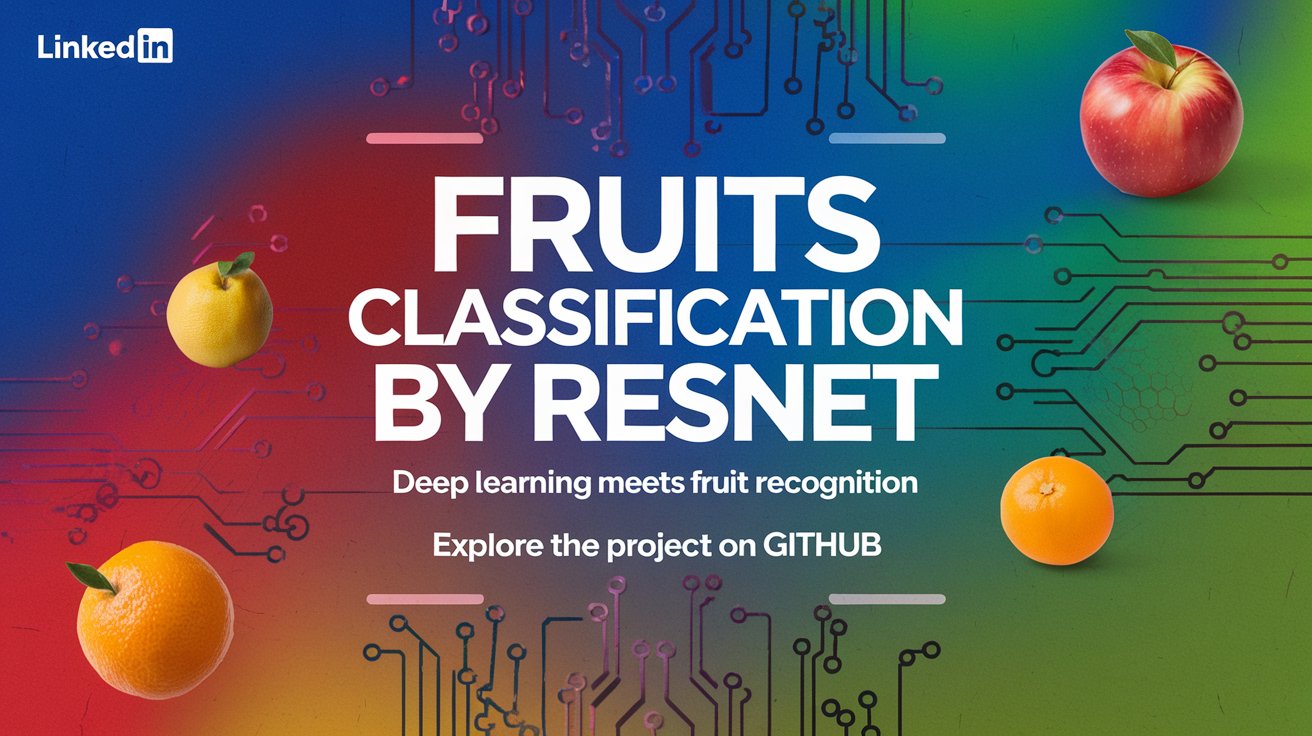 Linkedin
FRUITS
CLASSIFICATION
BY RESNET
Deep learning meets fruit recognition
Explore the project on GITHUB